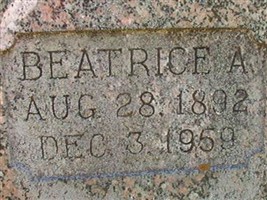 BEATRICE A.
AUG 28, 1892
DEC 3, 1959